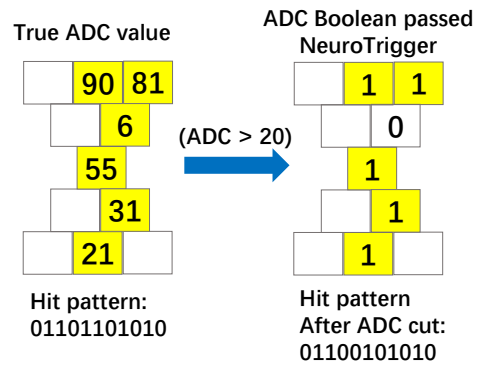 True ADC value
90 81
6
55
31
21
Hit pattern:
01101101010
(ADC > 20)
ADC Boolean passed
NeuroTrigger
1 1
0
1
1
1
Hit pattern
After ADC cut:
01100101010